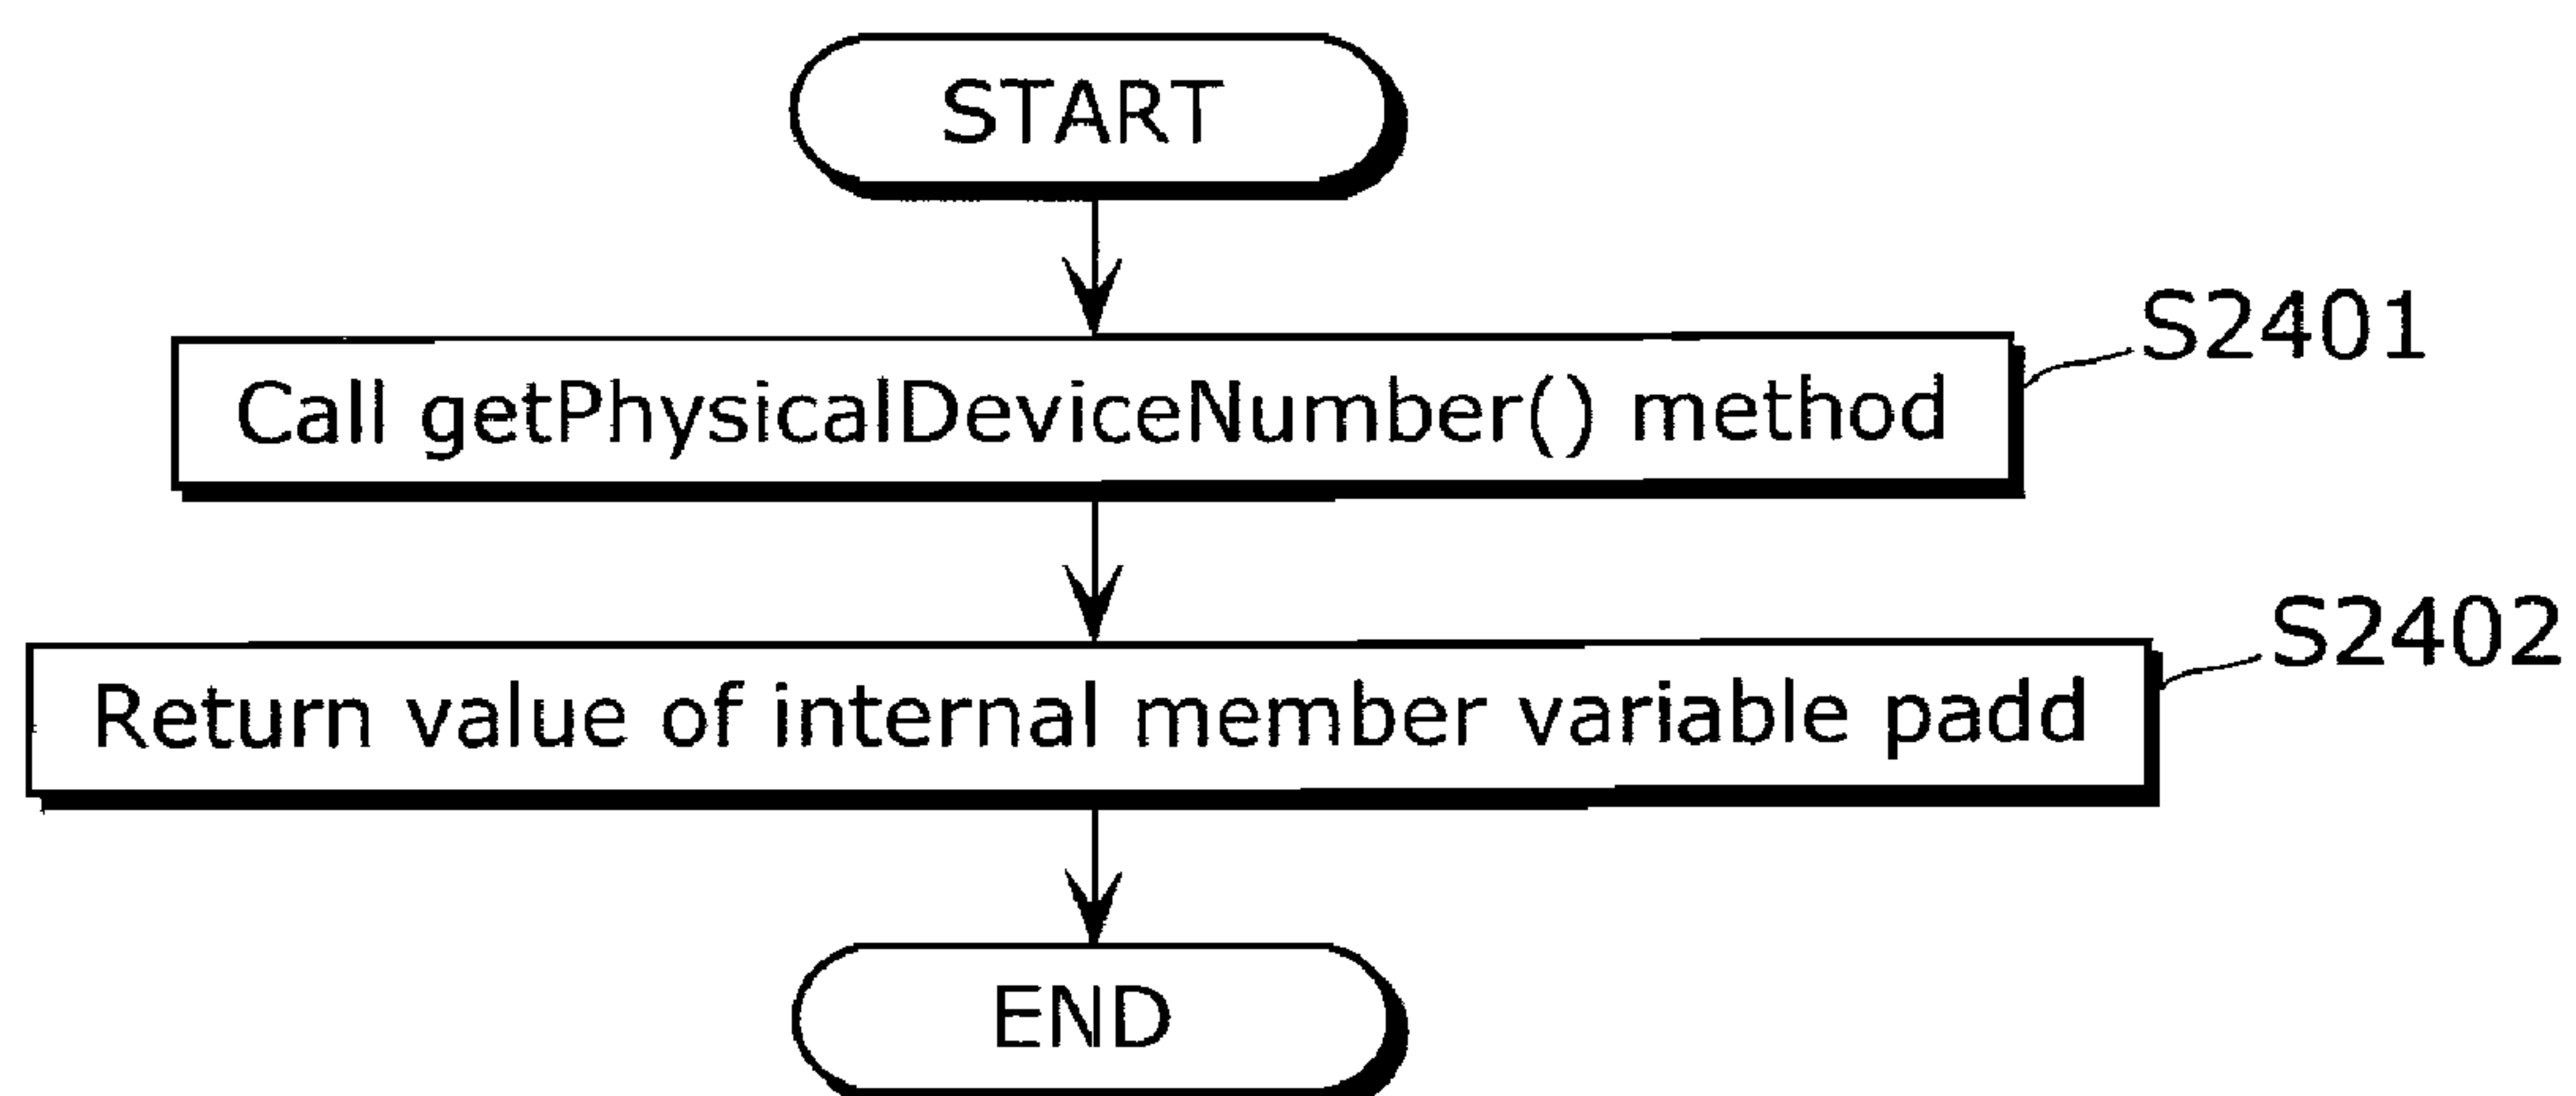 START
S2401
Call getPhysicalDeviceNumber() method
S2402
Return value of internal member variable padd
END